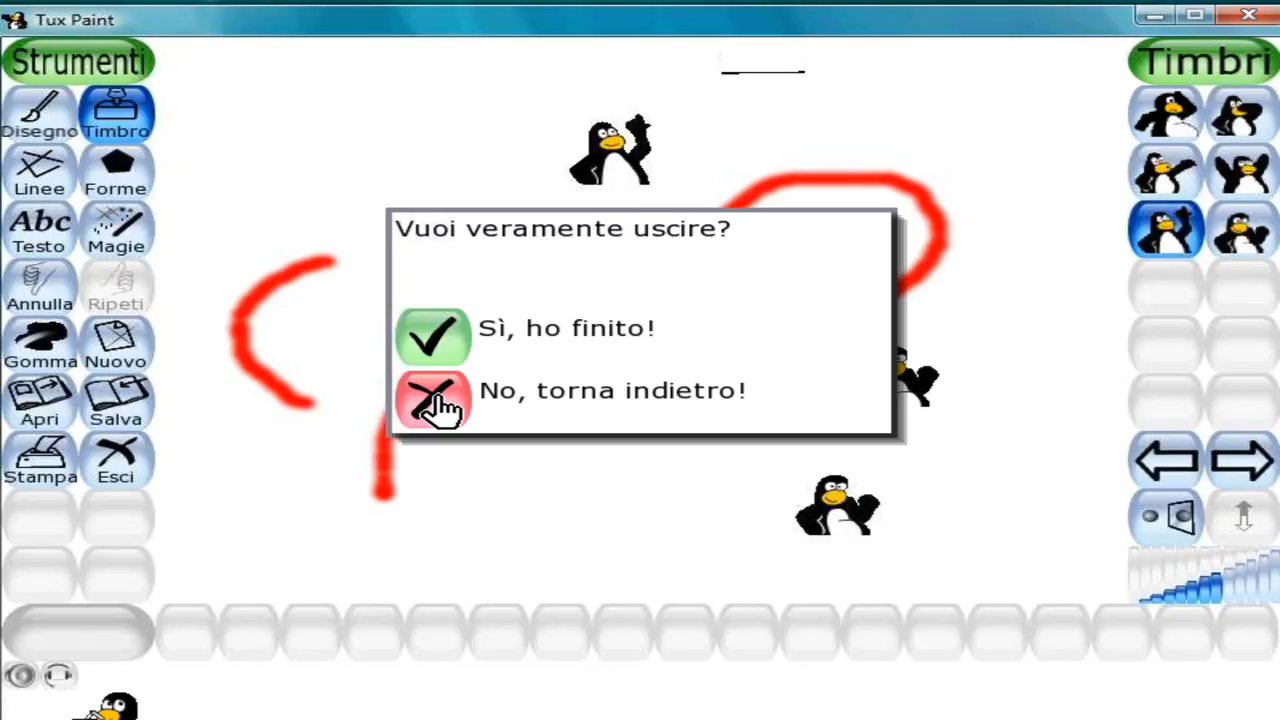 Tux Paint
Strumenti
Timbri
Disegno Timbro
Linee Forme
Abc
Testo Magie
Annulla Ripeti
Gomma Nuovo
Apri Salva
Stampa Esci
Vuoi veramente uscire?
Sì, ho finito!
No, torna indietro!